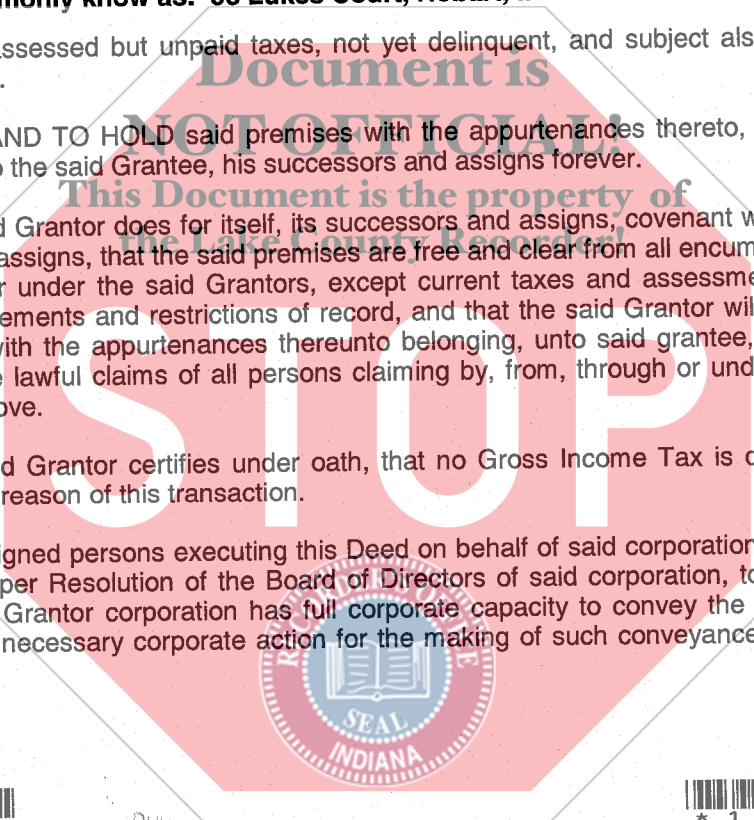 monly know as:
assessed but unpaid taxes, not yet delinquent, and subject als
.
Document is
AND TO HOLD said premises with the appurtenances thereto,
NOT OFFICIAL!
o the said Grantee, his successors and assigns forever.
This Document is the property of
d Grantor does for itself, its successors and assigns, covenant w
the Lake County Recorder!
assigns, that the said premises are free and clear from all encum
r under the said Grantors, except current taxes and assessme
ements and restrictions of record, and that the said Grantor wil
with the appurtenances thereunto belonging, unto said grantee,
e lawful claims of all persons claiming by, from, through or und
ove.
STOP
d Grantor certifies under oath, that no Gross Income Tax is d
reason of this transaction.
igned persons executing this Deed on behalf of said corporation
per Resolution of the Board of Directors of said corporation, to
Grantor corporation has full corporate capacity to convey the
necessary corporate action for the making of such conveyance
SEAL
INDIANA
* 1